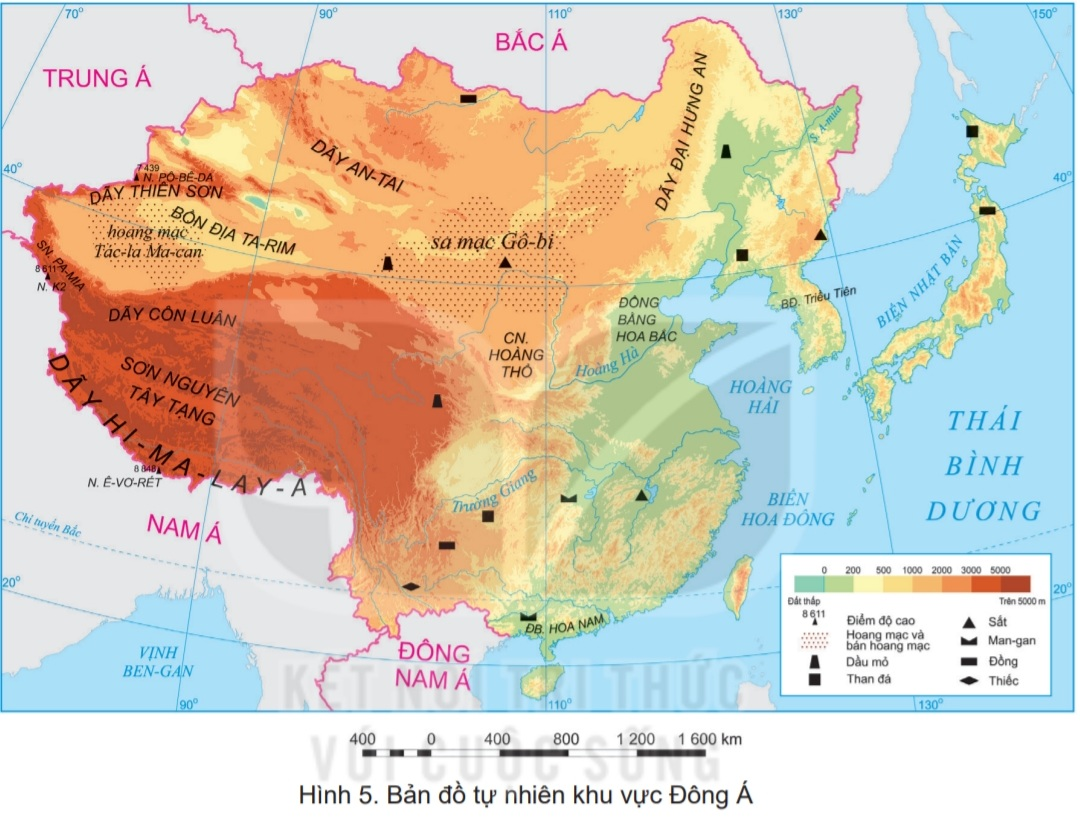 70°
90°
110°
130°
150°
BẮC Á
TRUNG Á
DÃY ĐẠI HƯNG AN
S. A-mua
DÃY AN-TAI
40°
40°
7 439
N. PÔ-BÊ-ĐA
DÃY THIÊN SƠN
BỒN ĐỊA TA-RIM
hoang mạc
Tác-la Ma-can
sa mạc Gô-bi
SN. PA-MIA
8 611
N. K2
BIỂN NHẬT BẢN
BĐ. Triều Tiên
ĐỒNG
BẰNG
HOA BẮC
DÃY CÔN LUÂN
CN.
HOÀNG
THỔ
Hoàng Hà
SƠN NGUYÊN
TÂY TẠNG
DÃY HI-MA-LAY-A
HOÀNG
HẢI
THÁI
BÌNH
DƯƠNG
8 848
N. Ê-VƠ-RÉT
Trường Giang
BIỂN
HOA ĐÔNG
Chí tuyến Bắc
NAM Á
20°
20°
ĐB. HOA NAM
ĐÔNG
NAM Á
VỊNH
BEN-GAN
0 200 500 1000 2000 3000 5000
Đất thấp
Trên 5000 m
8 611
Điểm độ cao
Hoang mạc và
bán hoang mạc
Dầu mỏ
Than đá
Sắt
Man-gan
Đồng
Thiếc
90°
110°
130°
KẾT NỐI TRI THỨC
VỚI CUỘC SỐNG
400 0 400 800 1 200 1 600 km
Hình 5. Bản đồ tự nhiên khu vực Đông Á